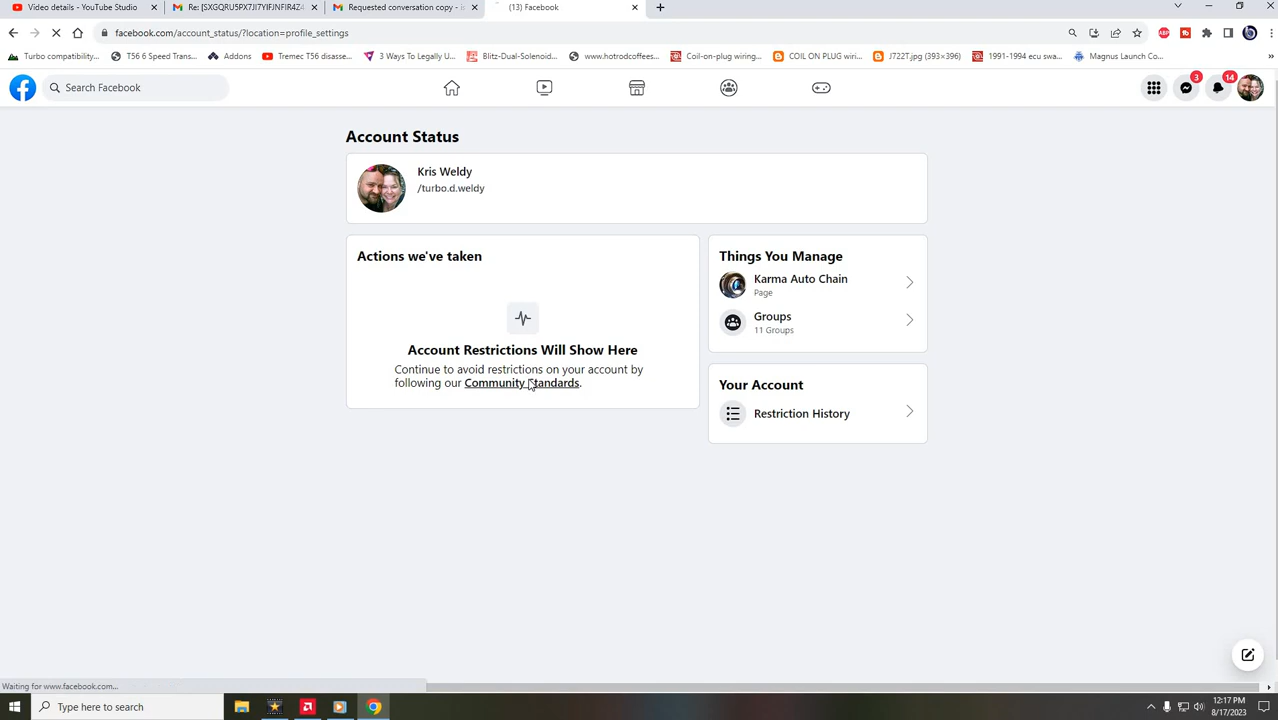 Video details - YouTube Studio
Re: [SXGQRU5PX7JI7YIFJNFIRZ4
Requested conversation copy - is
(13) Facebook
facebook.com/account_status/?location=profile_settings
Turbo compatibility...
T56 6 Speed Trans...
Addons
Tremec T56 disasse...
3 Ways To Legally U...
Blitz-Dual-Solenoid...
www.hotrodcoffees...
Coil-on-plug wiring...
COIL ON PLUG wiri...
J722T.jpg (393×396)
1991-1994 ecu swa...
Magnus Launch Co...
»
Search Facebook
3
14
Account Status
Kris Weldy
/turbo.d.weldy
Actions we've taken
Account Restrictions Will Show Here
Continue to avoid restrictions on your account by
following our Community Standards.
Things You Manage
Karma Auto Chain
Page
Groups
11 Groups
Your Account
Restriction History
Waiting for www.facebook.com...
Type here to search
12:17 PM
8/17/2023